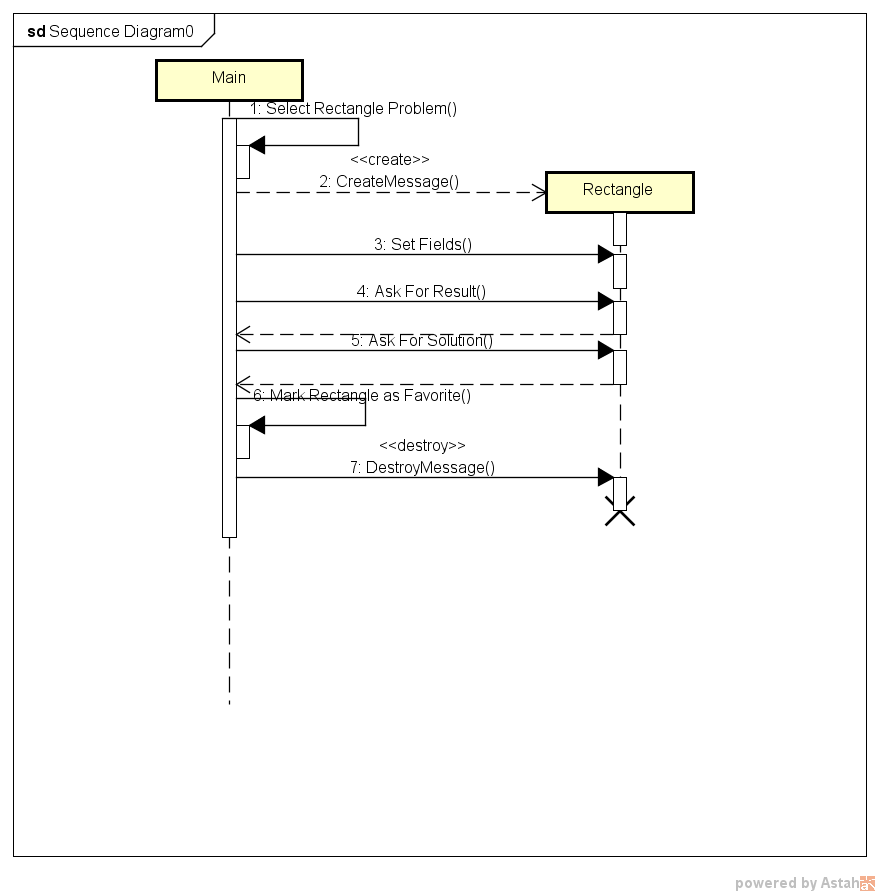 sd Sequence Diagram0
Main
1: Select Rectangle Problem()
<<create>>
2: CreateMessage()
Rectangle
3: Set Fields()
4: Ask For Result()
5: Ask For Solution()
6: Mark Rectangle as Favorite()
<<destroy>>
7: DestroyMessage()
powered by Astah